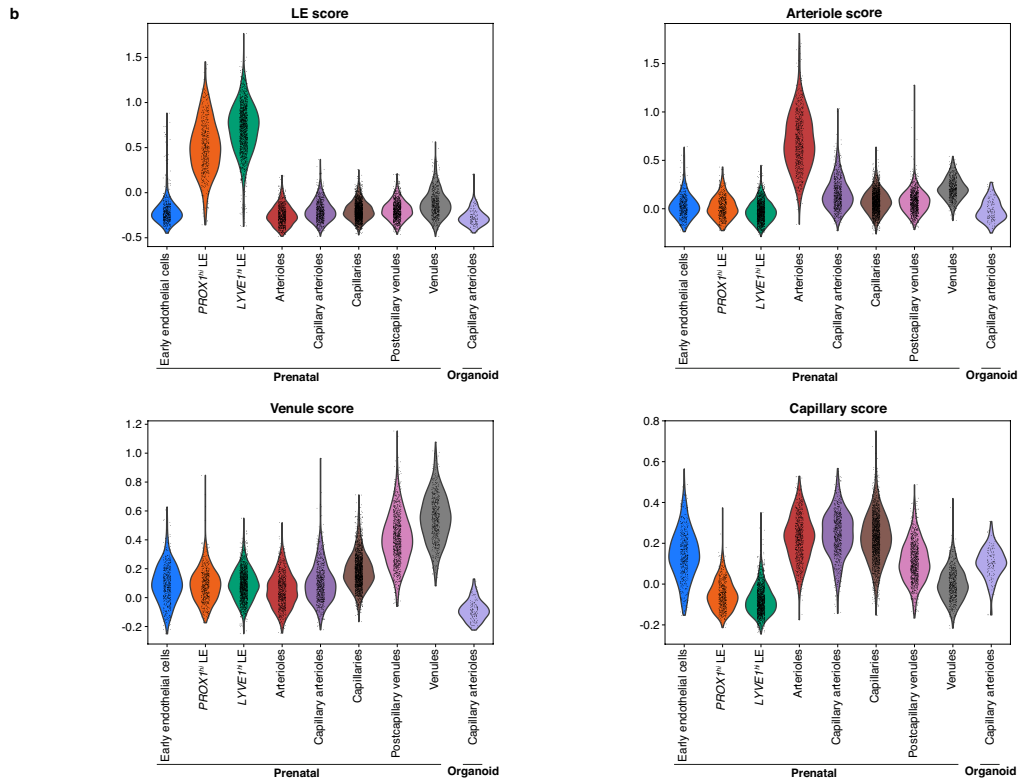 b
LE score
1.5
1.0
0.5
0.0
-0.5
Early endothelial cells
PROX1hi LE
LYVE1hi LE
Arterioles
Capillary arterioles
Capillaries
Postcapillary venules
Venules
Capillary arterioles
Prenatal
Organoid
Arteriole score
1.5
1.0
0.5
0.0
Early endothelial cells
PROX1hi LE
LYVE1hi LE
Arterioles
Capillary arterioles
Capillaries
Postcapillary venules
Venules
Capillary arterioles
Prenatal
Organoid
Venule score
1.2
1.0
0.8
0.6
0.4
0.2
0.0
-0.2
Early endothelial cells
PROX1hi LE
LYVE1hi LE
Arterioles
Capillary arterioles
Capillaries
Postcapillary venules
Venules
Capillary arterioles
Prenatal
Organoid
Capillary score
0.8
0.6
0.4
0.2
0.0
-0.2
Early endothelial cells
PROX1hi LE
LYVE1hi LE
Arterioles
Capillary arterioles
Capillaries
Postcapillary venules
Venules
Capillary arterioles
Prenatal
Organoid